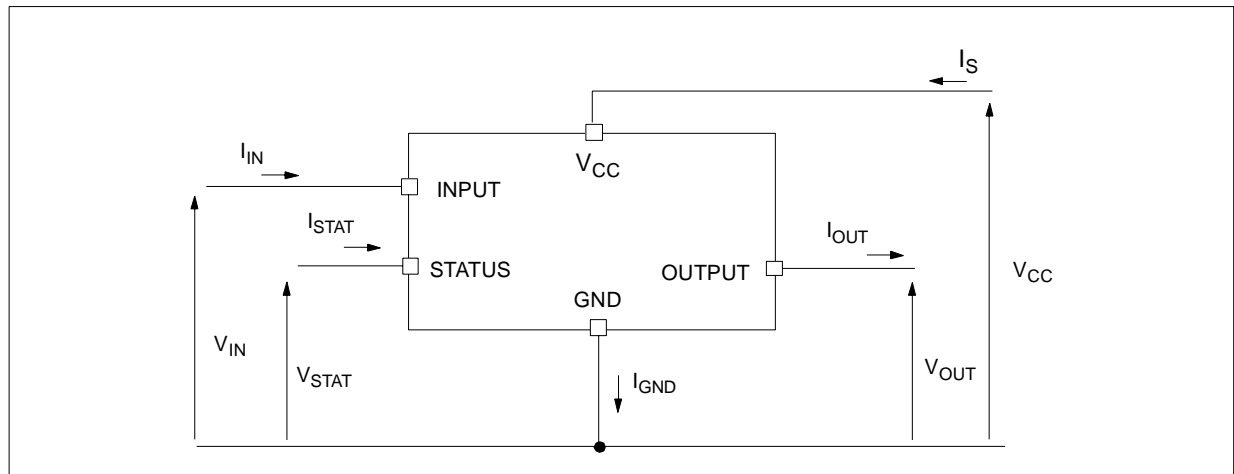 I_S
V_CC
I_IN
INPUT
I_STAT
I_OUT
STATUS
OUTPUT
V_CC
GND
V_IN
V_STAT
I_GND
V_OUT